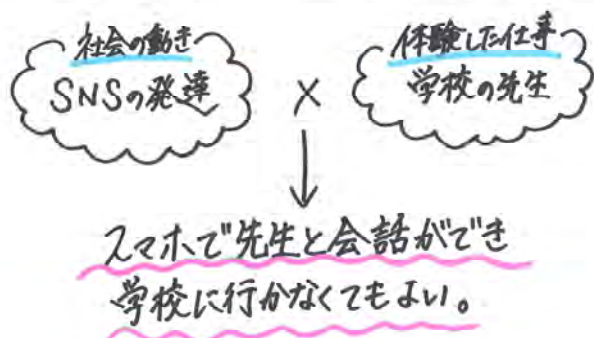 社会の動き
SNSの発達
×
体験した仕事
学校の先生
スマホで先生と会話ができ
学校に行かなくてもよい。